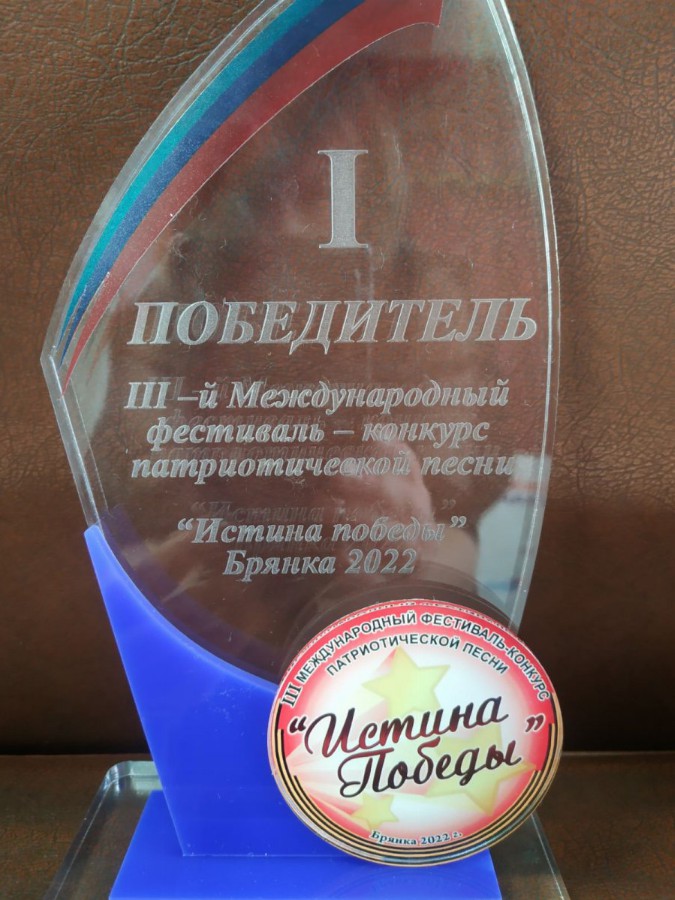 I
ПОБЕДИТЕЛЬ
III –й Международный
фестиваль – конкурс
патриотической песни
“Истина победы”
Брянка 2022
III МЕЖДУНАРОДНЫЙ ФЕСТИВАЛЬ-КОНКУРС
ПАТРИОТИЧЕСКОЙ ПЕСНИ
“Истина
Победы”
Брянка 2022 г.